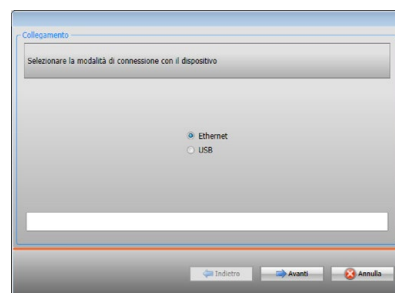 Collegamento
Selezionare la modalità di connessione con il dispositivo
Ethernet
USB
Indietro
Avanti
Annulla